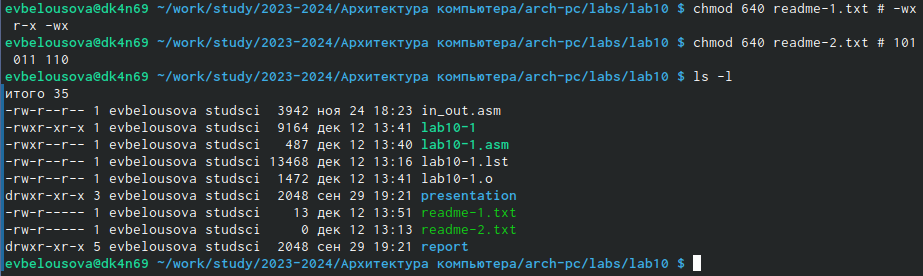 evbelousova@dk4n69 ~/work/study/2023-2024/Архитектура компьютера/arch-pc/labs/lab10 $ chmod 640 readme-1.txt # -wx
r-x -wx
evbelousova@dk4n69 ~/work/study/2023-2024/Архитектура компьютера/arch-pc/labs/lab10 $ chmod 640 readme-2.txt # 101
011 110
evbelousova@dk4n69 ~/work/study/2023-2024/Архитектура компьютера/arch-pc/labs/lab10 $ ls -l
итого 35
-rw-r--r-- 1 evbelousova studsci  3942 ноя 24 18:23 in_out.asm
-rwxr-xr-x 1 evbelousova studsci  9164 дек 12 13:41 lab10-1
-rw-r--r-- 1 evbelousova studsci   487 дек 12 13:40 lab10-1.asm
-rw-r--r-- 1 evbelousova studsci 13468 дек 12 13:16 lab10-1.lst
-rw-r--r-- 1 evbelousova studsci  1472 дек 12 13:41 lab10-1.o
drwxr-xr-x 3 evbelousova studsci  2048 сен 29 19:21 presentation
-rw-r----- 1 evbelousova studsci    13 дек 12 13:51 readme-1.txt
-rw-r----- 1 evbelousova studsci     0 дек 12 13:13 readme-2.txt
drwxr-xr-x 5 evbelousova studsci  2048 сен 29 19:21 report
evbelousova@dk4n69 ~/work/study/2023-2024/Архитектура компьютера/arch-pc/labs/lab10 $